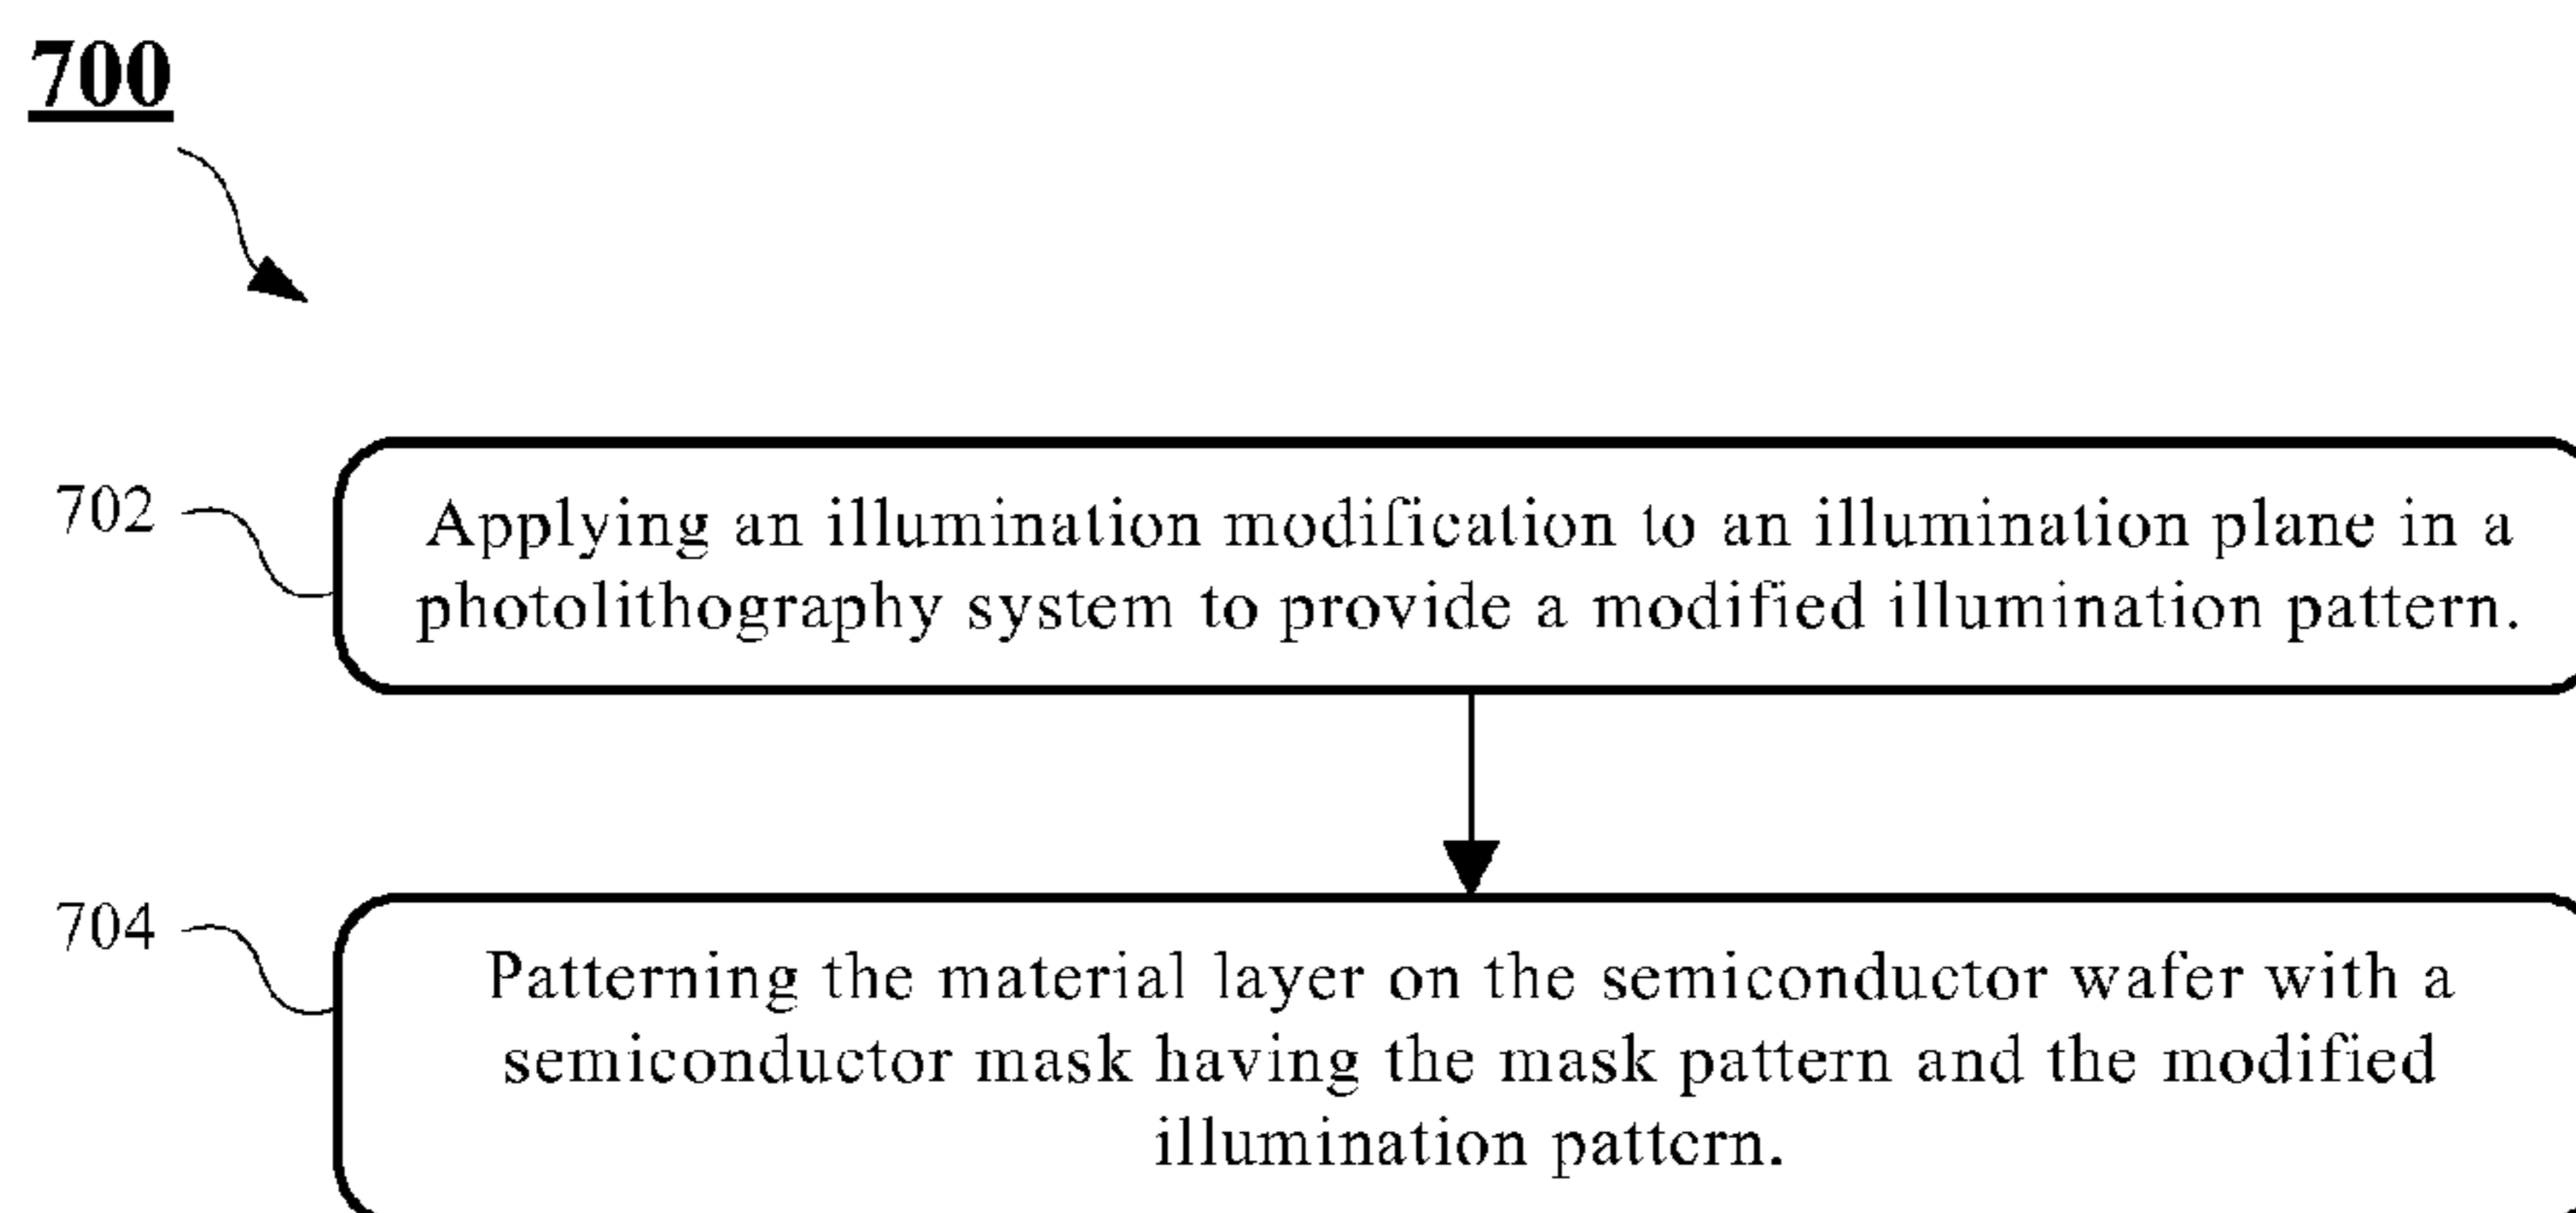 700
702
Applying an illumination modification to an illumination plane in a
photolithography system to provide a modified illumination pattern.
704
Patterning the material layer on the semiconductor wafer with a
semiconductor mask having the mask pattern and the modified
illumination pattern.